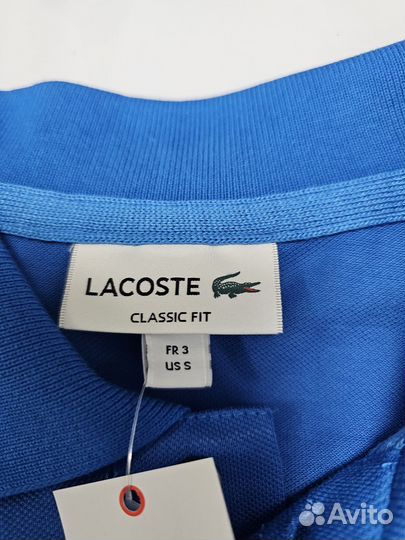 LACOSTE
CLASSIC FIT
FR 3
US S
Avito